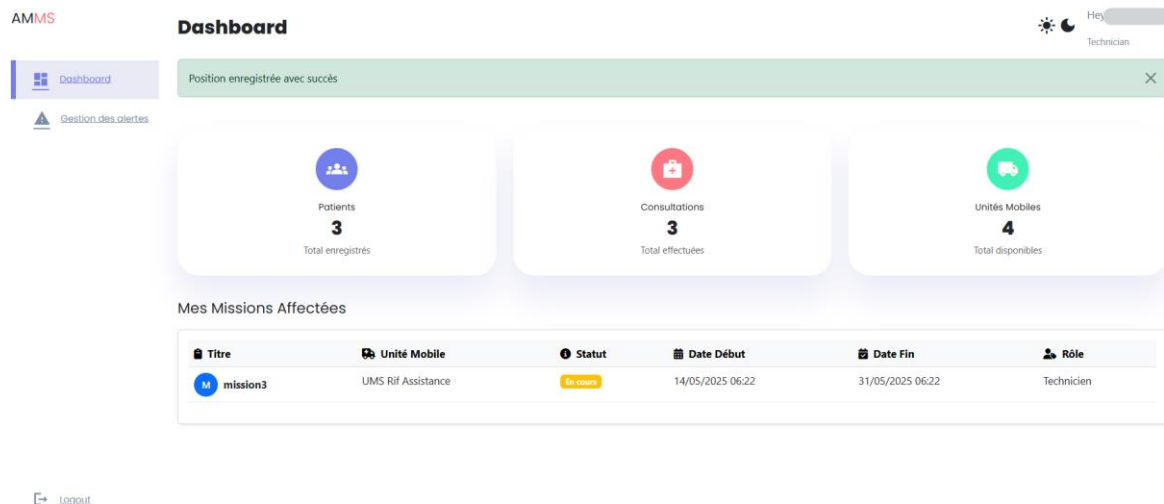 AMMS
Dashboard
Hey
Technician
Dashboard
Gestion des alertes
Position enregistrée avec succès
Patients
3
Total enregistrés
Consultations
3
Total effectuées
Unités Mobiles
4
Total disponibles
Mes Missions Affectées
Titre Unité Mobile Statut Date Début Date Fin Rôle
M mission3 UMS Rif Assistance En cours 14/05/2025 06:22 31/05/2025 06:22 Technicien
Logout